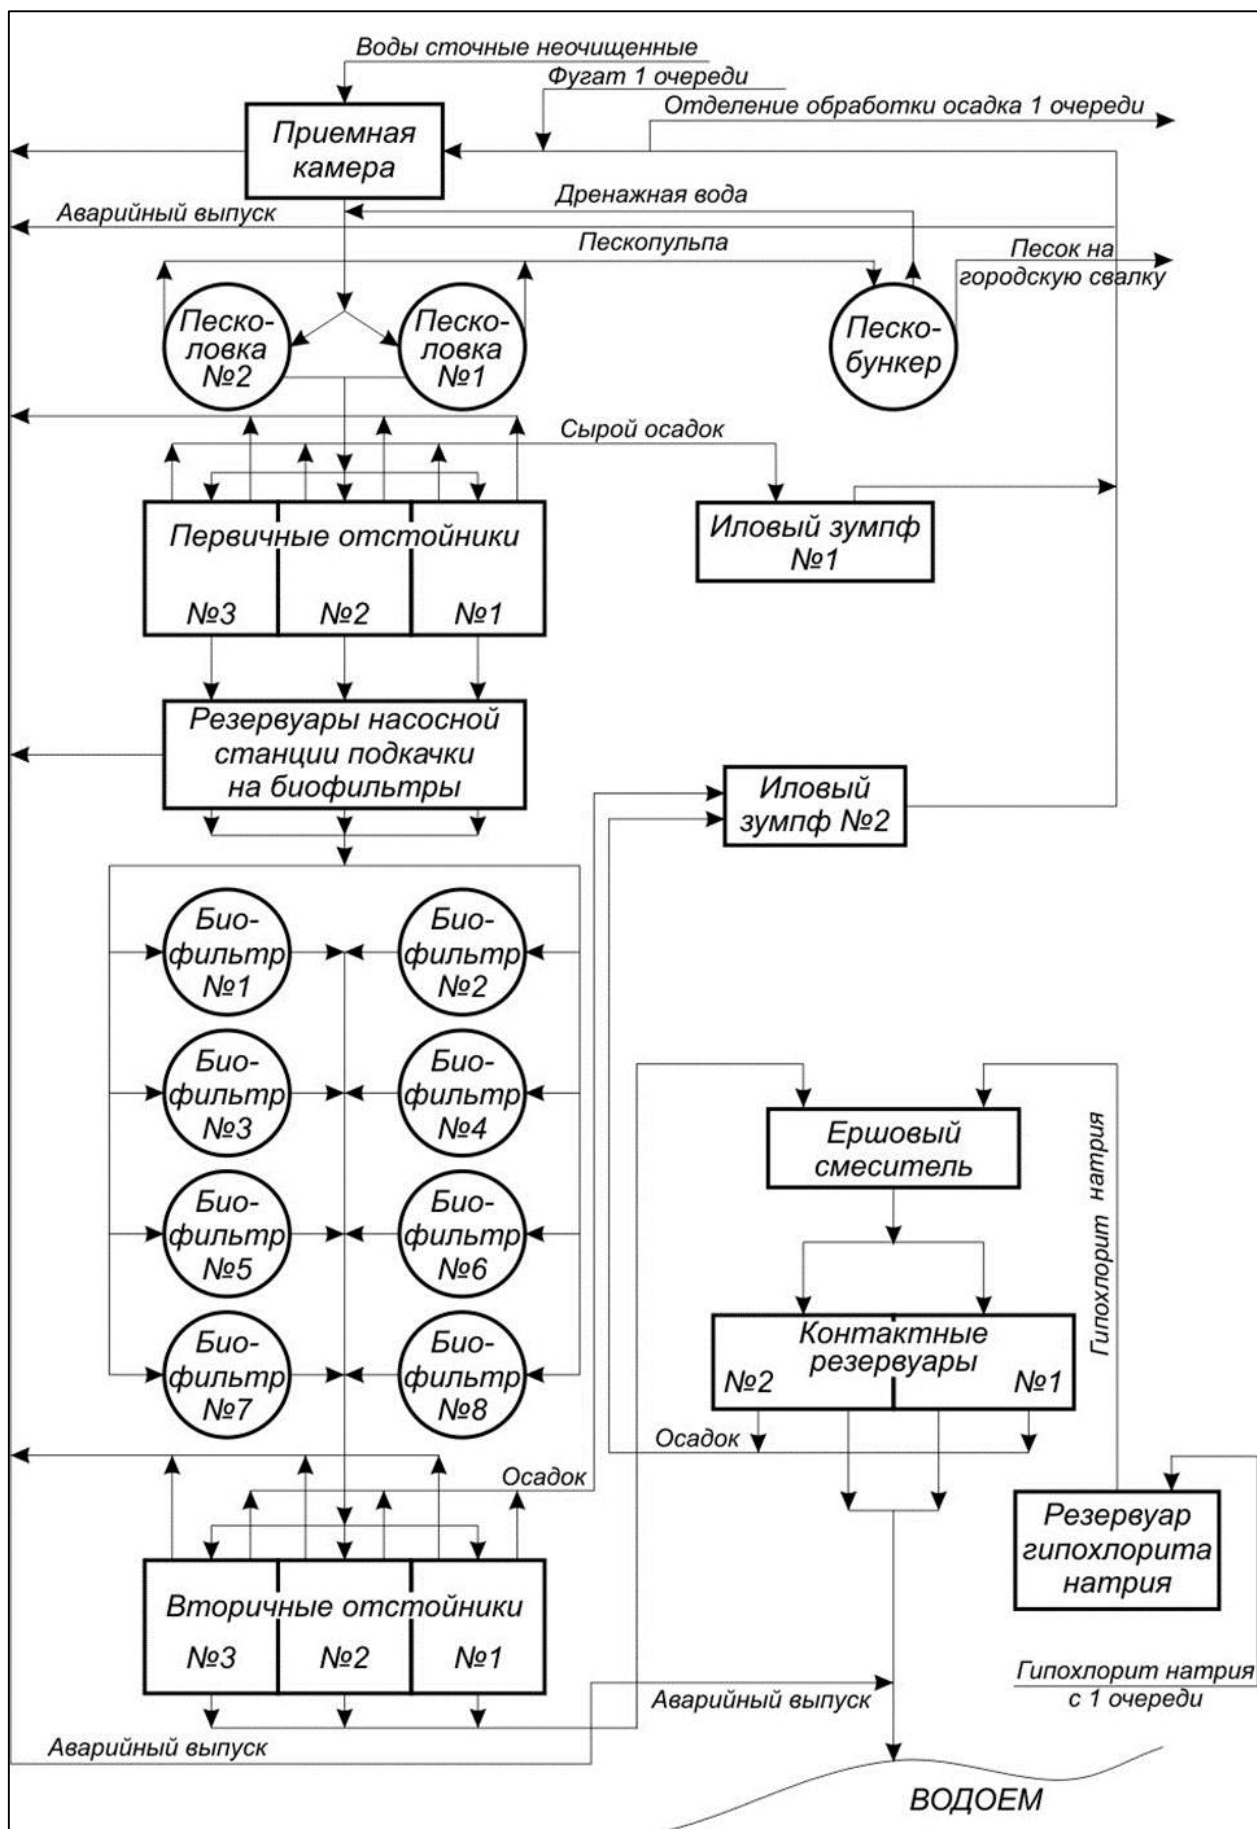 Воды сточные неочищенные
Фугат 1 очереди
Отделение обработки осадка 1 очереди
Приемная
камера
Дренажная вода
Аварийный выпуск
Пескопульпа
Песок на
городскую свалку
Песко-
ловка
№2
Песко-
ловка
№1
Песко-
бункер
Сырой осадок
Первичные отстойники
№3
№2
№1
Иловый зумпф
№1
Резервуары насосной
станции подкачки
на биофильтры
Иловый
зумпф №2
Био-
фильтр
№1
Био-
фильтр
№2
Био-
фильтр
№3
Био-
фильтр
№4
Био-
фильтр
№5
Био-
фильтр
№6
Био-
фильтр
№7
Био-
фильтр
№8
Ершовый
смеситель
Гипохлорит натрия
Контактные
резервуары
№2
№1
Осадок
Осадок
Резервуар
гипохлорита
натрия
Вторичные отстойники
№3
№2
№1
Гипохлорит натрия
с 1 очереди
Аварийный выпуск
Аварийный выпуск
ВОДОЕМ